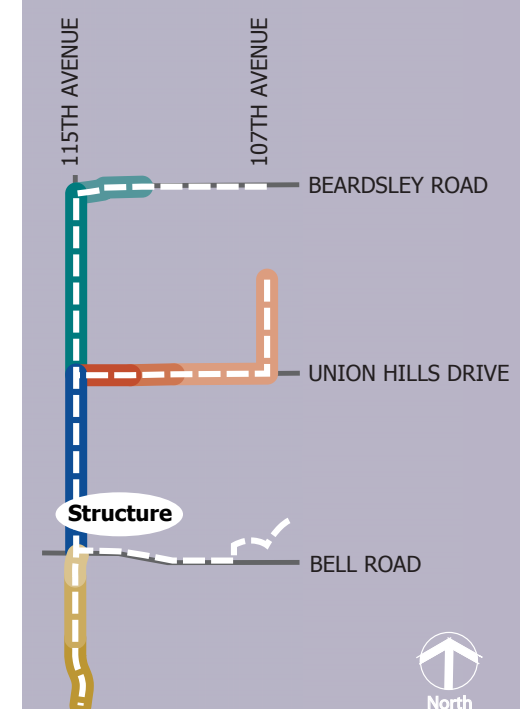 115TH AVENUE
107TH AVENUE
BEARDSLEY ROAD
UNION HILLS DRIVE
Structure
BELL ROAD
North